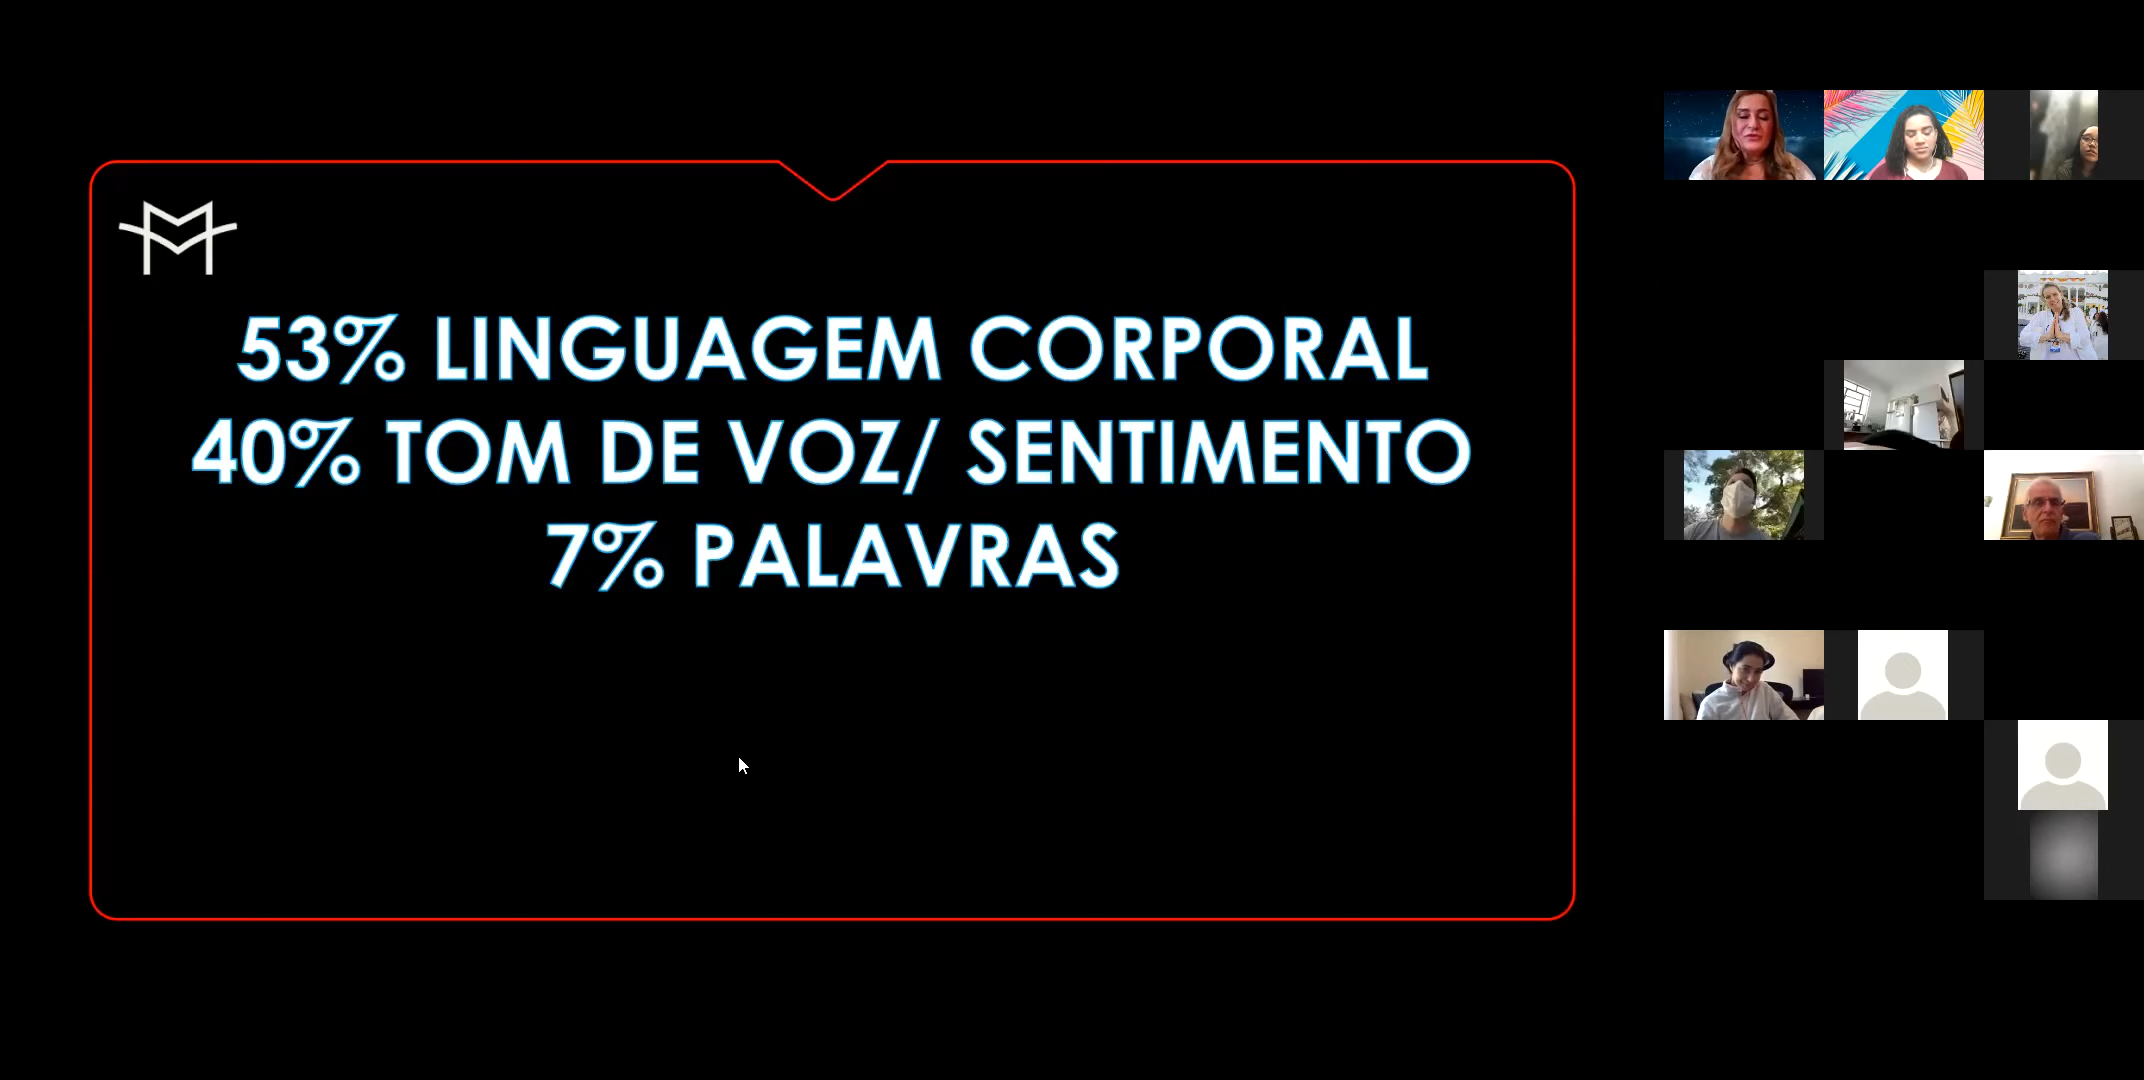 53% LINGUAGEM CORPORAL
40% TOM DE VOZ/ SENTIMENTO
7% PALAVRAS